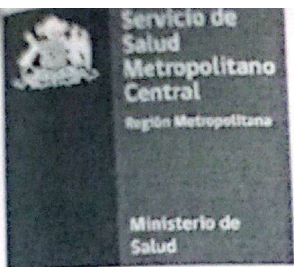 Servicio de
Salud
Metropolitano
Central
Región Metropolitana
Ministerio de
Salud